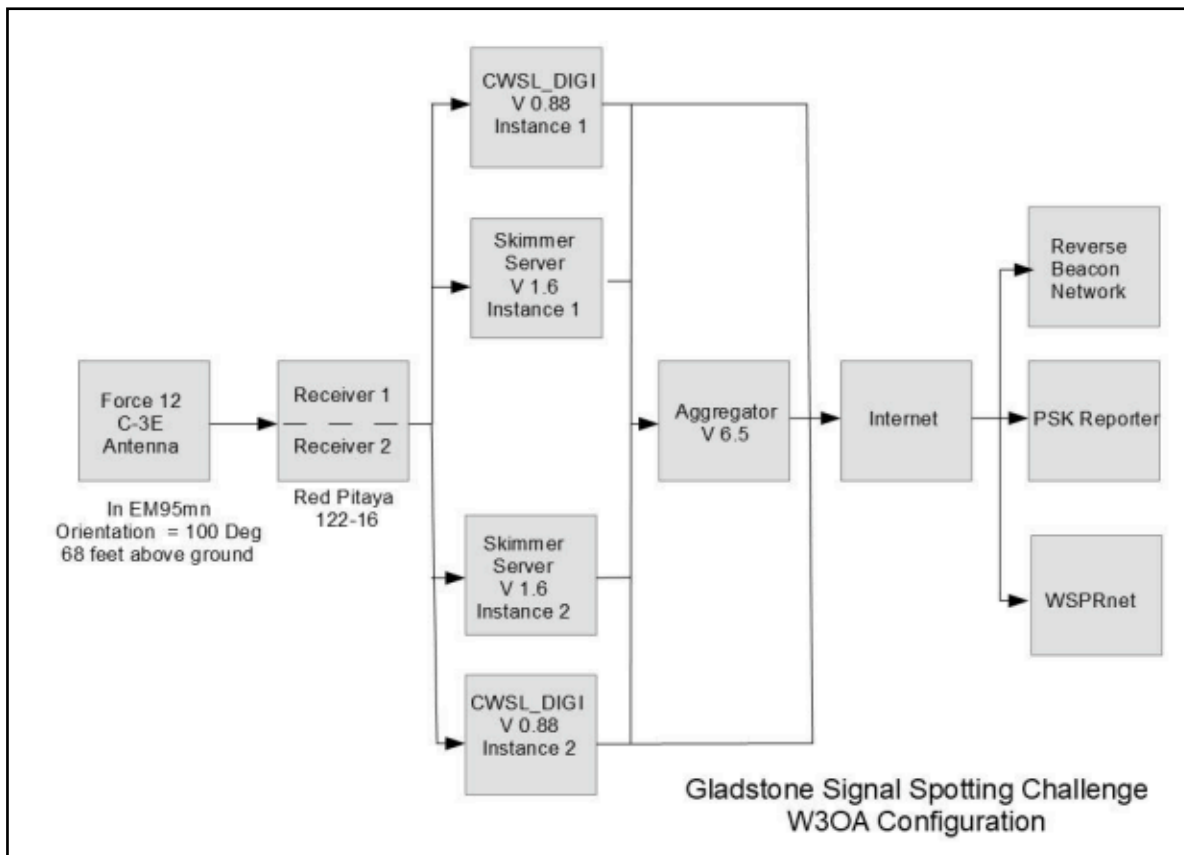 CWSL_DIGI
V 0.88
Instance 1
Skimmer
Server
V 1.6
Instance 1
Force 12
C-3E
Antenna
In EM95mn
Orientation = 100 Deg
68 feet above ground
Receiver 1
Receiver 2
Red Pitaya
122-16
Skimmer
Server
V 1.6
Instance 2
CWSL_DIGI
V 0.88
Instance 2
Aggregator
V 6.5
Internet
Reverse
Beacon
Network
PSK Reporter
WSPRnet
Gladstone Signal Spotting Challenge
W3OA Configuration